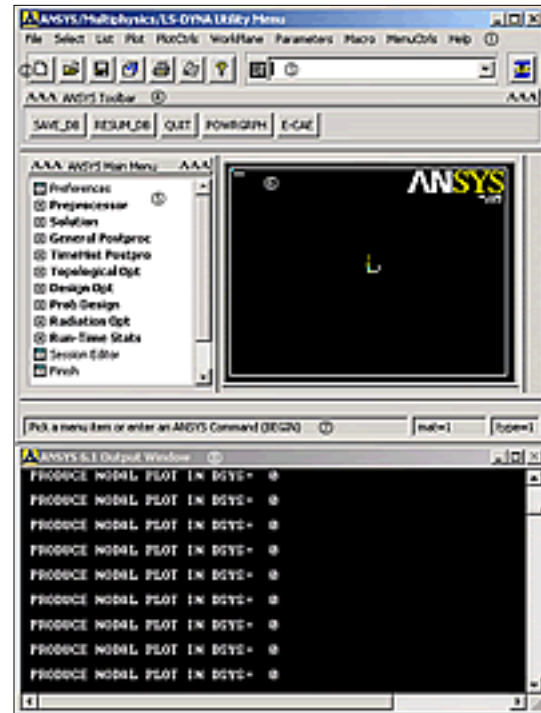 ANSYS/Multiphysics/LS-DYNA Utility Menu
File Select List Plot PlotCtrls WorkPlane Parameters Macro MenuCtrls Help ①
ANSYS Toolbar ④
SAVE_DB RESUM_DB QUIT POWRGRPH E-CAE
ANSYS Main Menu
Preferences
Preprocessor ⑤
Solution
General Postproc
TimeHist Postpro
Topological Opt
Design Opt
Prob Design
Radiation Opt
Run-Time Stats
Session Editor
Finish
ANSYS
Pick a menu item or enter an ANSYS Command (BEGIN) ⑦
mat=1
type=1
ANSYS 6.1 Output Window
PRODUCE NODAL PLOT IN DSYS= 0
PRODUCE NODAL PLOT IN DSYS= 0
PRODUCE NODAL PLOT IN DSYS= 0
PRODUCE NODAL PLOT IN DSYS= 0
PRODUCE NODAL PLOT IN DSYS= 0
PRODUCE NODAL PLOT IN DSYS= 0
PRODUCE NODAL PLOT IN DSYS= 0
PRODUCE NODAL PLOT IN DSYS= 0
PRODUCE NODAL PLOT IN DSYS= 0